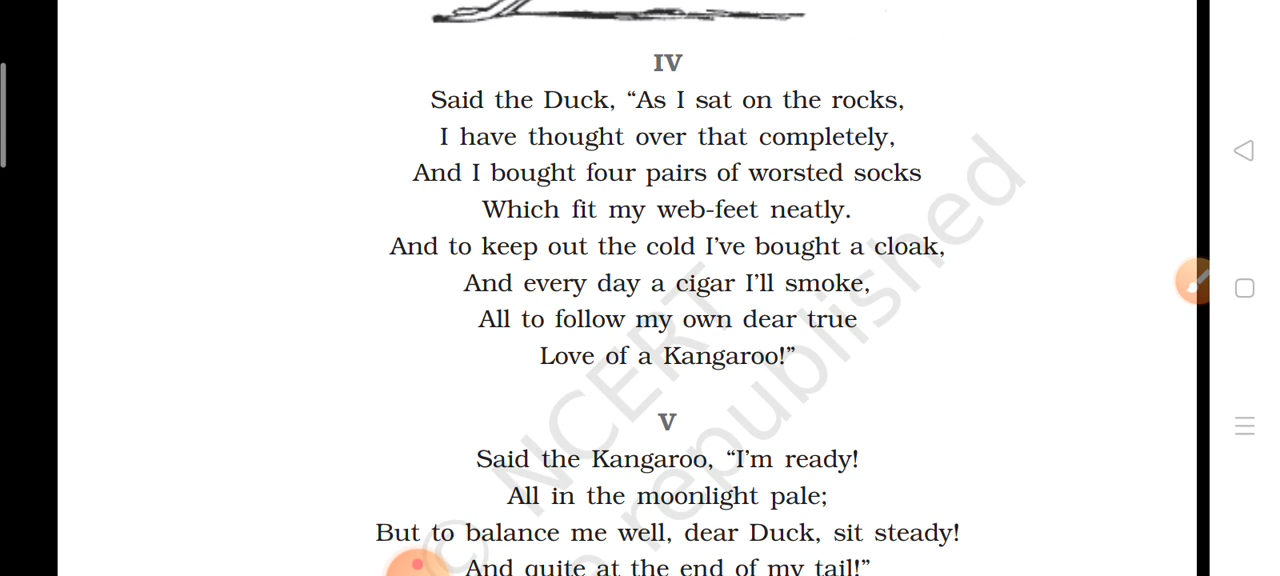 IV
Said the Duck, “As I sat on the rocks,
I have thought over that completely,
And I bought four pairs of worsted socks
Which fit my web-feet neatly.
And to keep out the cold I’ve bought a cloak,
And every day a cigar I’ll smoke,
All to follow my own dear true
Love of a Kangaroo!”
V
Said the Kangaroo, “I’m ready!
All in the moonlight pale;
But to balance me well, dear Duck, sit steady!
And quite at the end of my tail!”
© NCERT
republished